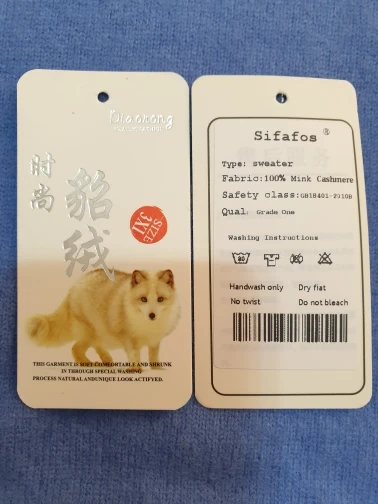 时尚
貂绒
SIZE
3XL
THIS GARMENT IS SOFT COMFORTABLE AND SHRUNK
IN THROUGH SPECIAL WASHING
PROCESS NATURAL ANDUNIQUE LOOK ACTIFYED.
Sifafos ®
Type: sweater
Fabric:100% Mink Cashmere
Safety class:GB18401-2010B
Qual: Grade One
Washing Instructions
Handwash only Dry flat
No twist Do not bleach